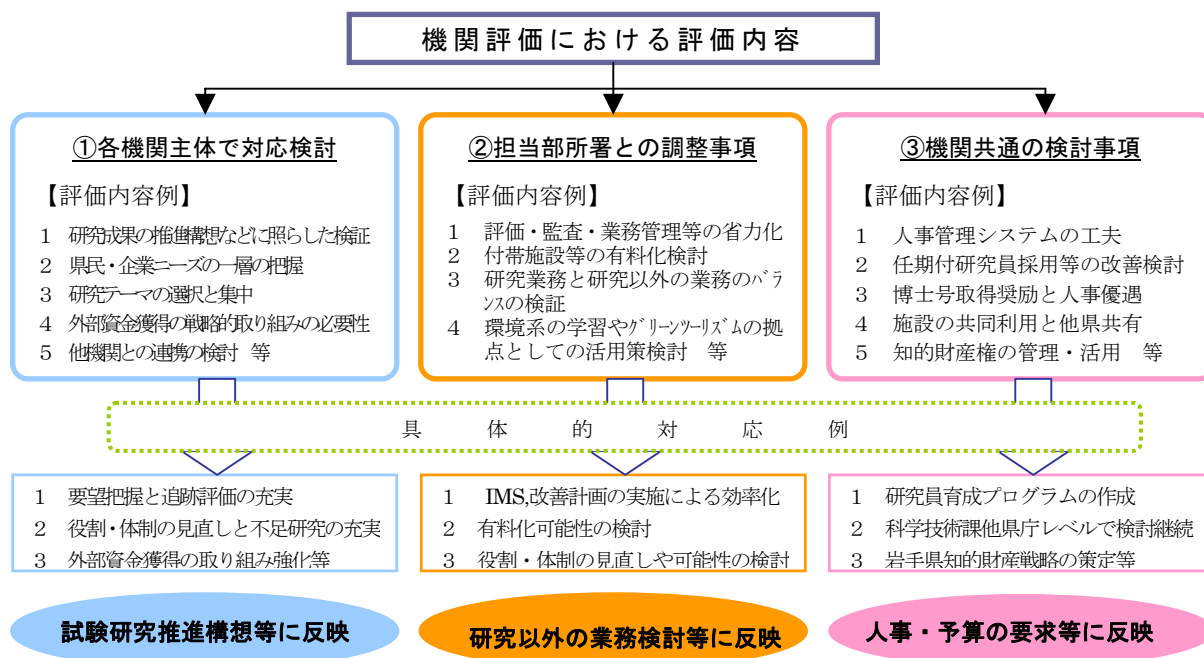 機関評価における評価内容
①各機関主体で対応検討
【評価内容例】
1 研究成果の推進構想などに照らした検証
2 県民・企業ニーズの一層の把握
3 研究テーマの選択と集中
4 外部資金獲得の戦略的取り組みの必要性
5 他機関との連携の検討 等
②担当部所署との調整事項
【評価内容例】
1 評価・監査・業務管理等の省力化
2 付帯施設等の有料化検討
3 研究業務と研究以外の業務のﾊﾞﾗ
ﾝｽの検証
4 環境系の学習やｸﾞﾘｰﾝﾂｰﾘｽﾞﾑの拠
点としての活用策検討 等
③機関共通の検討事項
【評価内容例】
1 人事管理システムの工夫
2 任期付研究員採用等の改善検討
3 博士号取得奨励と人事優遇
4 施設の共同利用と他県共有
5 知的財産権の管理・活用 等
具体的対応例
1 要望把握と追跡評価の充実
2 役割・体制の見直しと不足研究の充実
3 外部資金獲得の取り組み強化等
1 IMS,改善計画の実施による効率化
2 有料化可能性の検討
3 役割・体制の見直しや可能性の検討
1 研究員育成プログラムの作成
2 科学技術課他県庁レベルで検討継続
3 岩手県知的財産戦略の策定等
試験研究推進構想等に反映
研究以外の業務検討等に反映
人事・予算の要求等に反映